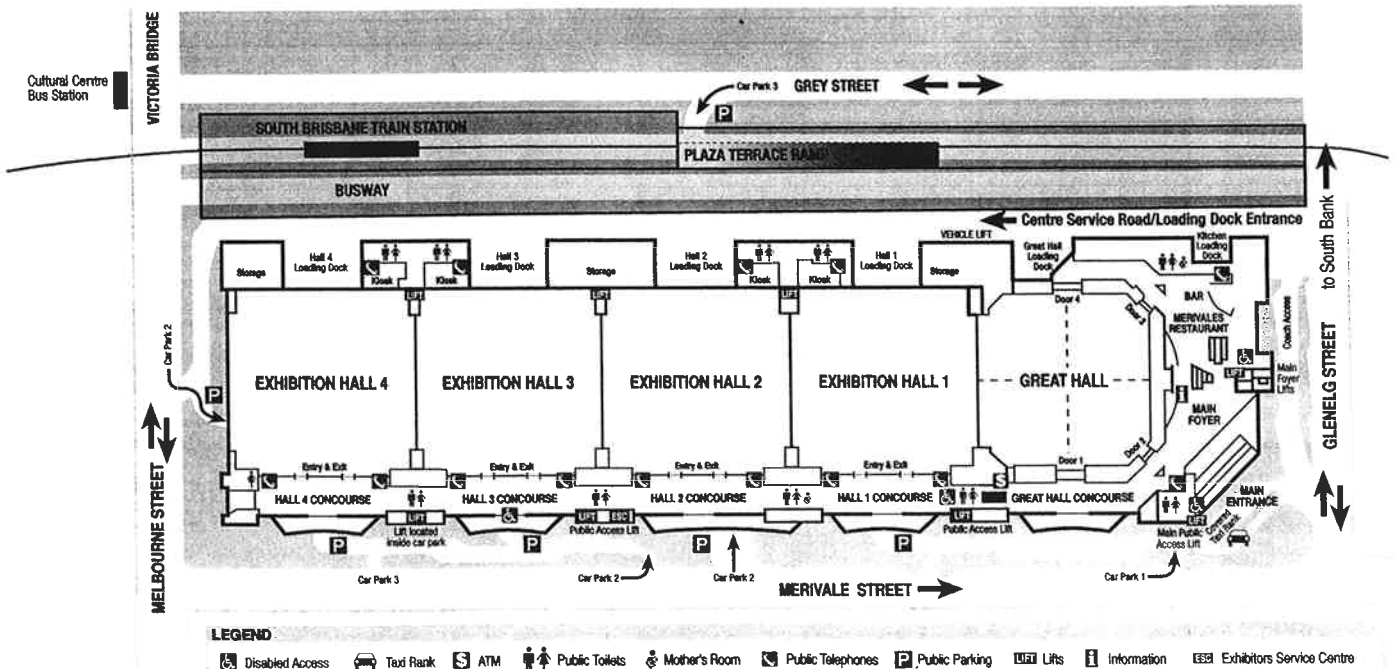 Cultural Centre
Bus Station
VICTORIA BRIDGE
Car Park 3
GREY STREET
P
SOUTH BRISBANE TRAIN STATION
PLAZA TERRACE RAMP
BUSWAY
Centre Service Road/Loading Dock Entrance
to South Bank
GLENELG STREET
VEHICLE LIFT
Storage
Hall 4
Loading Dock
Kiosk
Kiosk
Hall 3
Loading Dock
Storage
Hall 2
Loading Dock
Kiosk
Kiosk
Hall 1
Loading Dock
Storage
Great Hall
Loading
Dock
Kitchen
Loading
Dock
LIFT
LIFT
LIFT
Door 4
Door 3
BAR
MERIVALES
RESTAURANT
Coach Access
Car Park 2
P
EXHIBITION HALL 4
EXHIBITION HALL 3
EXHIBITION HALL 2
EXHIBITION HALL 1
GREAT HALL
LIFT
Main
Foyer
Lifts
i
MAIN
FOYER
MELBOURNE STREET
Entry & Exit
Entry & Exit
Entry & Exit
Entry & Exit
Door 1
Door 2
S
HALL 4 CONCOURSE
HALL 3 CONCOURSE
HALL 2 CONCOURSE
HALL 1 CONCOURSE
GREAT HALL CONCOURSE
MAIN
ENTRANCE
LIFT
Lift located
inside car park
LIFT
ESC
Public Access Lift
LIFT
Public Access Lift
LIFT
Main Public
Access Lift
Covered
Taxi Rank
P
P
P
P
Car Park 3
Car Park 2
Car Park 2
Car Park 1
MERIVALE STREET
LEGEND
Disabled Access
Taxi Rank
S ATM
Public Toilets
Mother's Room
Public Telephones
P Public Parking
LIFT Lifts
i Information
ESC Exhibitors Service Centre